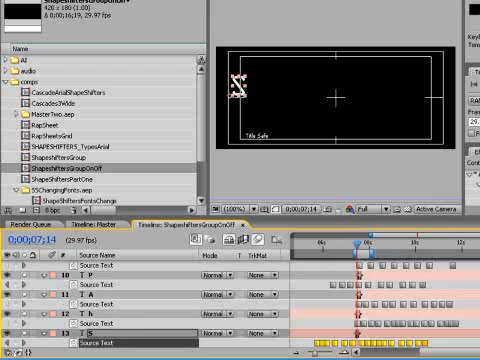 ShapeshiftersGroupOnOff
420 x 180 (1.00)
Δ 0;00;16;19, 29.97 fps
Name
AI
audio
comps
CascadeArialShapeShifters
Cascades3Wide
MasterTwo.aep
RapSheet
RapSheetsGrid
SHAPESHIFTERS_TypesArial
ShapeshiftersGroup
ShapeshiftersGroupOnOff
ShapeshiftersPartOne
SSChangingFonts.aep
ShapeshiftersFontsChange
8 bpc
S
Title Safe
(100%)
0;00;07;14
Full
Active Camera
Render Queue
Timeline: Master
Timeline: ShapeshiftersGroupOnOff
0;00;07;14
(29.97 fps)
06s 08s 10s 12s
# Source Name Mode T TrkMat
Source Text
10 T P Normal None
Source Text
11 T A Normal None
Source Text
12 T h Normal None
Source Text
13 T S Normal None
Source Text